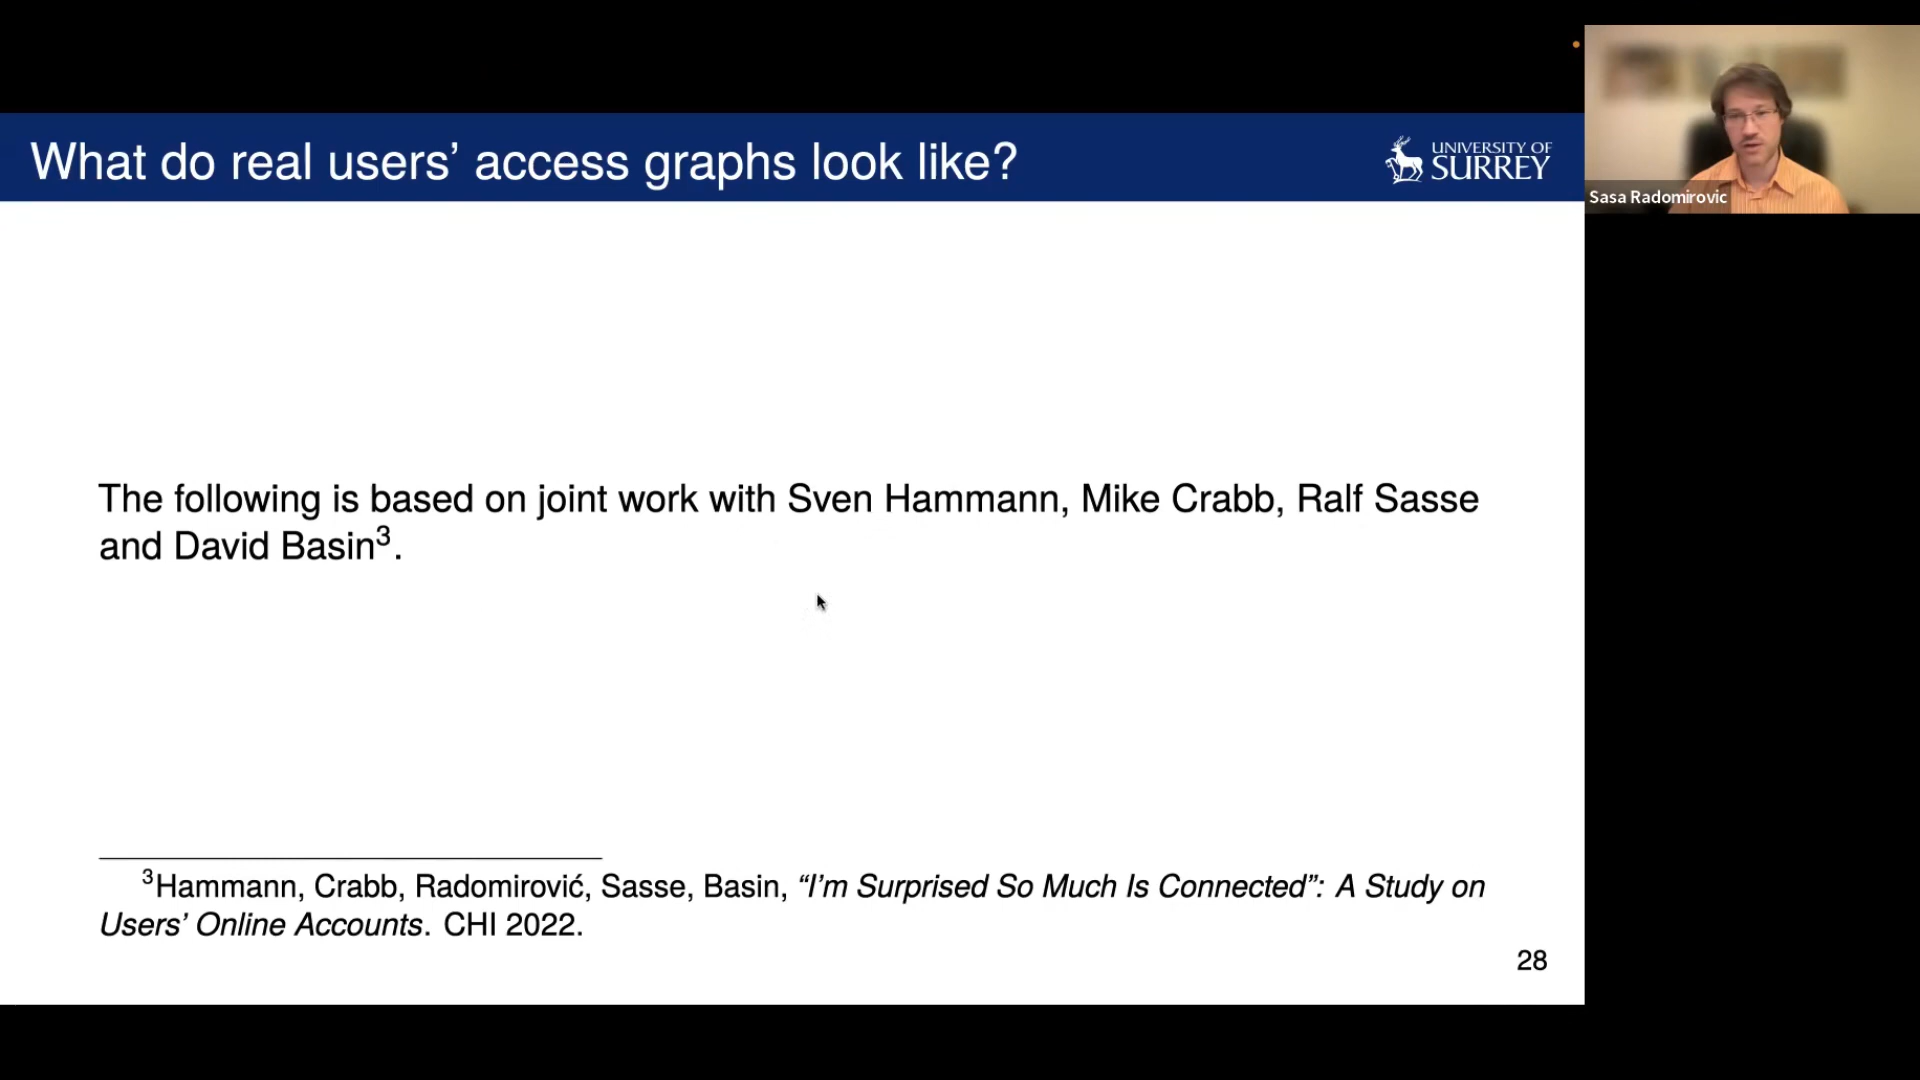 What do real users’ access graphs look like?
UNIVERSITY OF
SURREY
Sasa Radomirovic
The following is based on joint work with Sven Hammann, Mike Crabb, Ralf Sasse
and David Basin³.
³Hammann, Crabb, Radomirović, Sasse, Basin, “I’m Surprised So Much Is Connected”: A Study on
Users’ Online Accounts. CHI 2022.
28